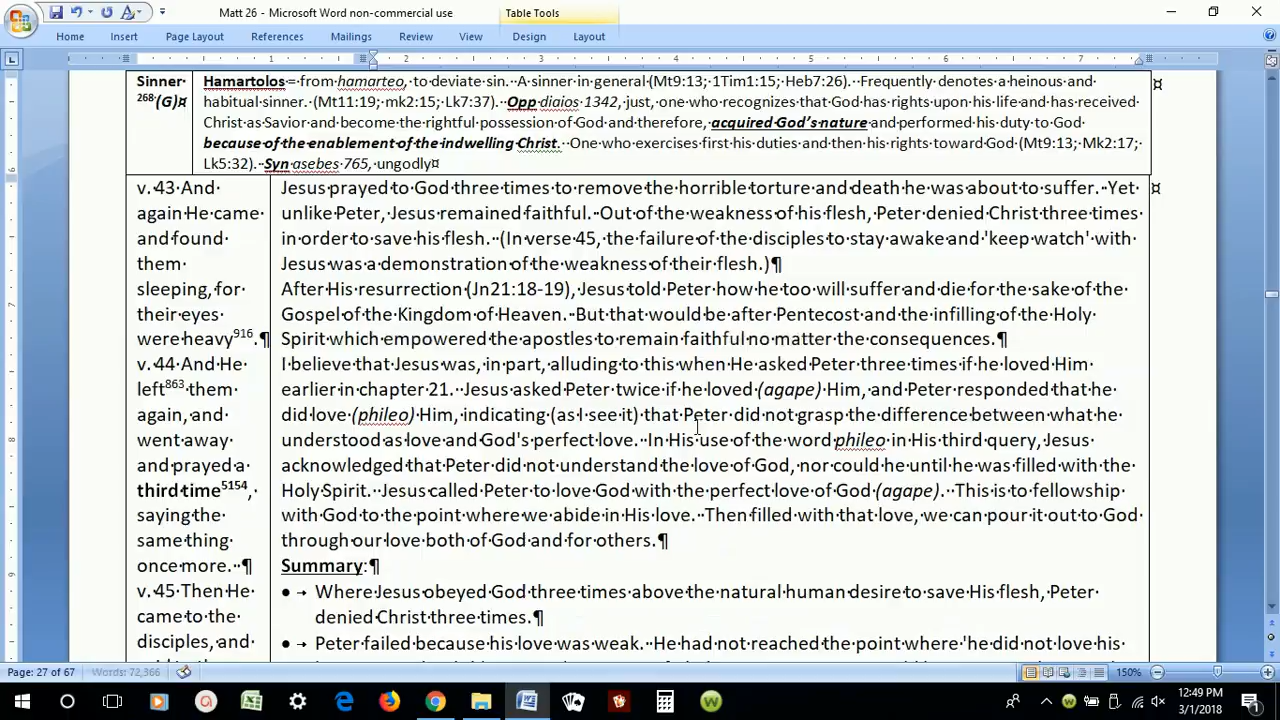 Matt 26 - Microsoft Word non-commercial use
Table Tools
Home Insert Page Layout References Mailings Review View Design Layout
1 2 3 4 5 6 7
Sinner
268(G)¤
Hamartolos = from hamarteo, to deviate sin. A sinner in general (Mt9:13; 1Tim1:15; Heb7:26). Frequently denotes a heinous and
habitual sinner. (Mt11:19; mk2:15; Lk7:37). Opp diaios 1342, just, one who recognizes that God has rights upon his life and has received
Christ as Savior and become the rightful possession of God and therefore, acquired God's nature and performed his duty to God
because of the enablement of the indwelling Christ. One who exercises first his duties and then his rights toward God (Mt9:13; Mk2:17;
Lk5:32). Syn asebes 765, ungodly¤
v.43 And
again He came
and found
them
sleeping, for
their eyes
were heavy916.¶
v.44 And He
left863 them
again, and
went away
and prayed a
third time5154,
saying the
same thing
once more. ¶
v.45 Then He
came to the
disciples, and
Jesus prayed to God three times to remove the horrible torture and death he was about to suffer. Yet
unlike Peter, Jesus remained faithful. Out of the weakness of his flesh, Peter denied Christ three times
in order to save his flesh. (In verse 45, the failure of the disciples to stay awake and 'keep watch' with
Jesus was a demonstration of the weakness of their flesh.)¶
After His resurrection (Jn21:18-19), Jesus told Peter how he too will suffer and die for the sake of the
Gospel of the Kingdom of Heaven. But that would be after Pentecost and the infilling of the Holy
Spirit which empowered the apostles to remain faithful no matter the consequences.¶
I believe that Jesus was, in part, alluding to this when He asked Peter three times if he loved Him
earlier in chapter 21. Jesus asked Peter twice if he loved (agape) Him, and Peter responded that he
did love (phileo) Him, indicating (as I see it) that Peter did not grasp the difference between what he
understood as love and God's perfect love. In His use of the word phileo in His third query, Jesus
acknowledged that Peter did not understand the love of God, nor could he until he was filled with the
Holy Spirit. Jesus called Peter to love God with the perfect love of God (agape). This is to fellowship
with God to the point where we abide in His love. Then filled with that love, we can pour it out to God
through our love both of God and for others.¶
Summary:¶
● → Where Jesus obeyed God three times above the natural human desire to save His flesh, Peter
denied Christ three times.¶
● → Peter failed because his love was weak. He had not reached the point where 'he did not love his
Page: 27 of 67 Words: 72,366 150%
12:49 PM
3/1/2018